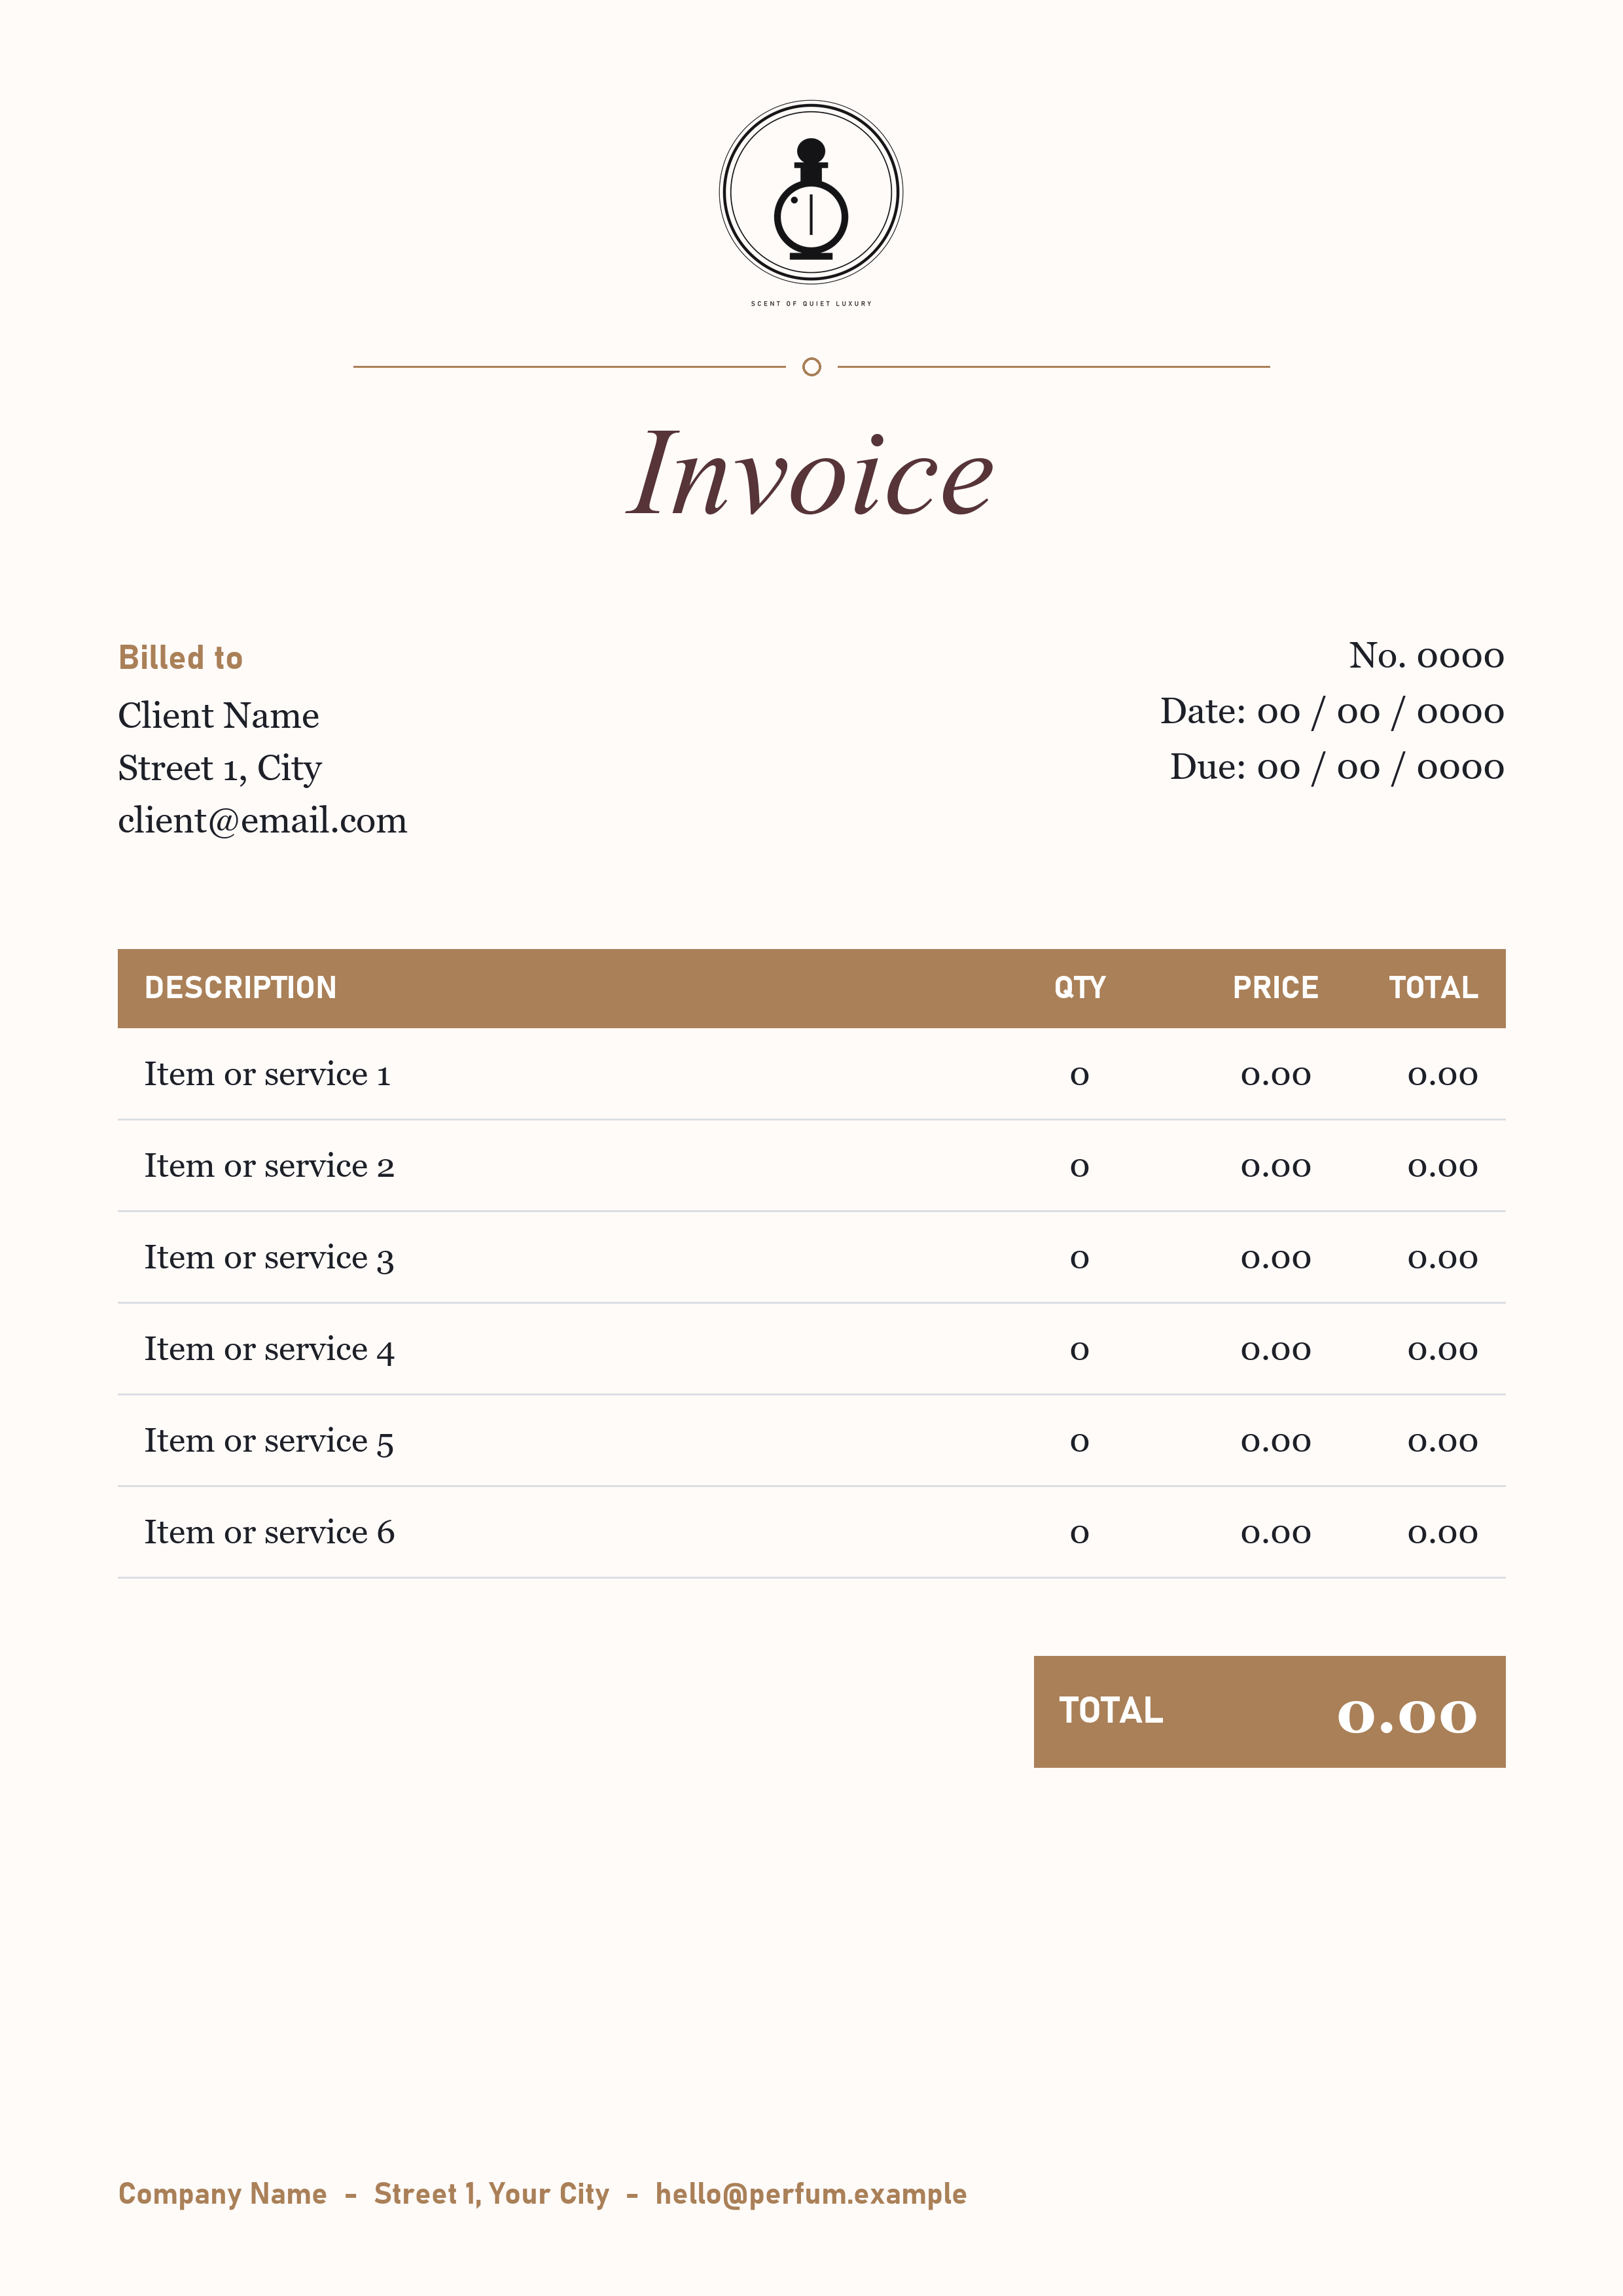 SCENT OF QUIET LUXURY
Invoice
Billed to
Client Name
Street 1, City
client@email.com
No. 0000
Date: 00 / 00 / 0000
Due: 00 / 00 / 0000
DESCRIPTION QTY PRICE TOTAL
Item or service 1 0 0.00 0.00
Item or service 2 0 0.00 0.00
Item or service 3 0 0.00 0.00
Item or service 4 0 0.00 0.00
Item or service 5 0 0.00 0.00
Item or service 6 0 0.00 0.00
TOTAL 0.00
Company Name - Street 1, Your City - hello@perfum.example